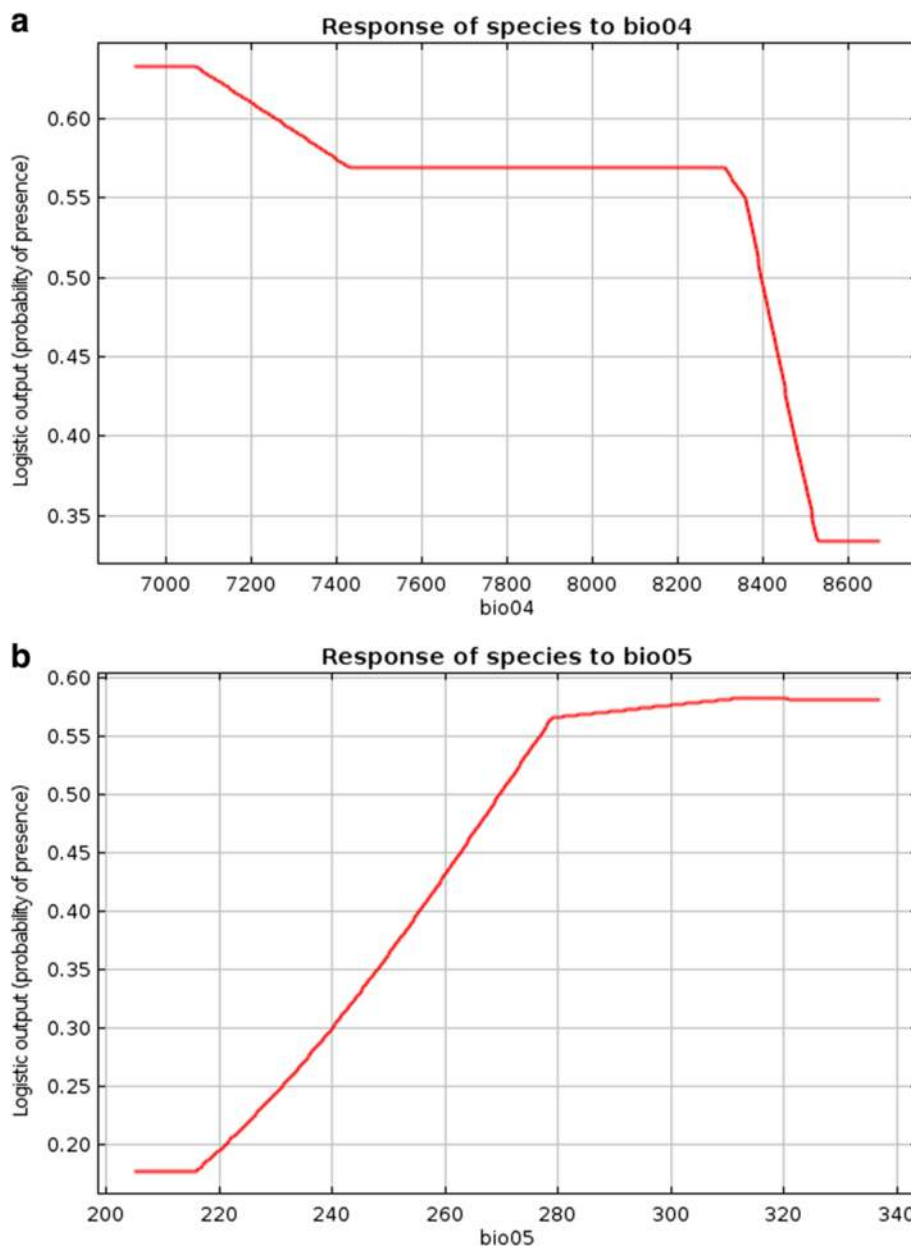 a
Response of species to bio04
Logistic output (probability of presence)
0.60
0.55
0.50
0.45
0.40
0.35
7000 7200 7400 7600 7800 8000 8200 8400 8600
bio04
b
Response of species to bio05
Logistic output (probability of presence)
0.60
0.55
0.50
0.45
0.40
0.35
0.30
0.25
0.20
200 220 240 260 280 300 320 340
bio05